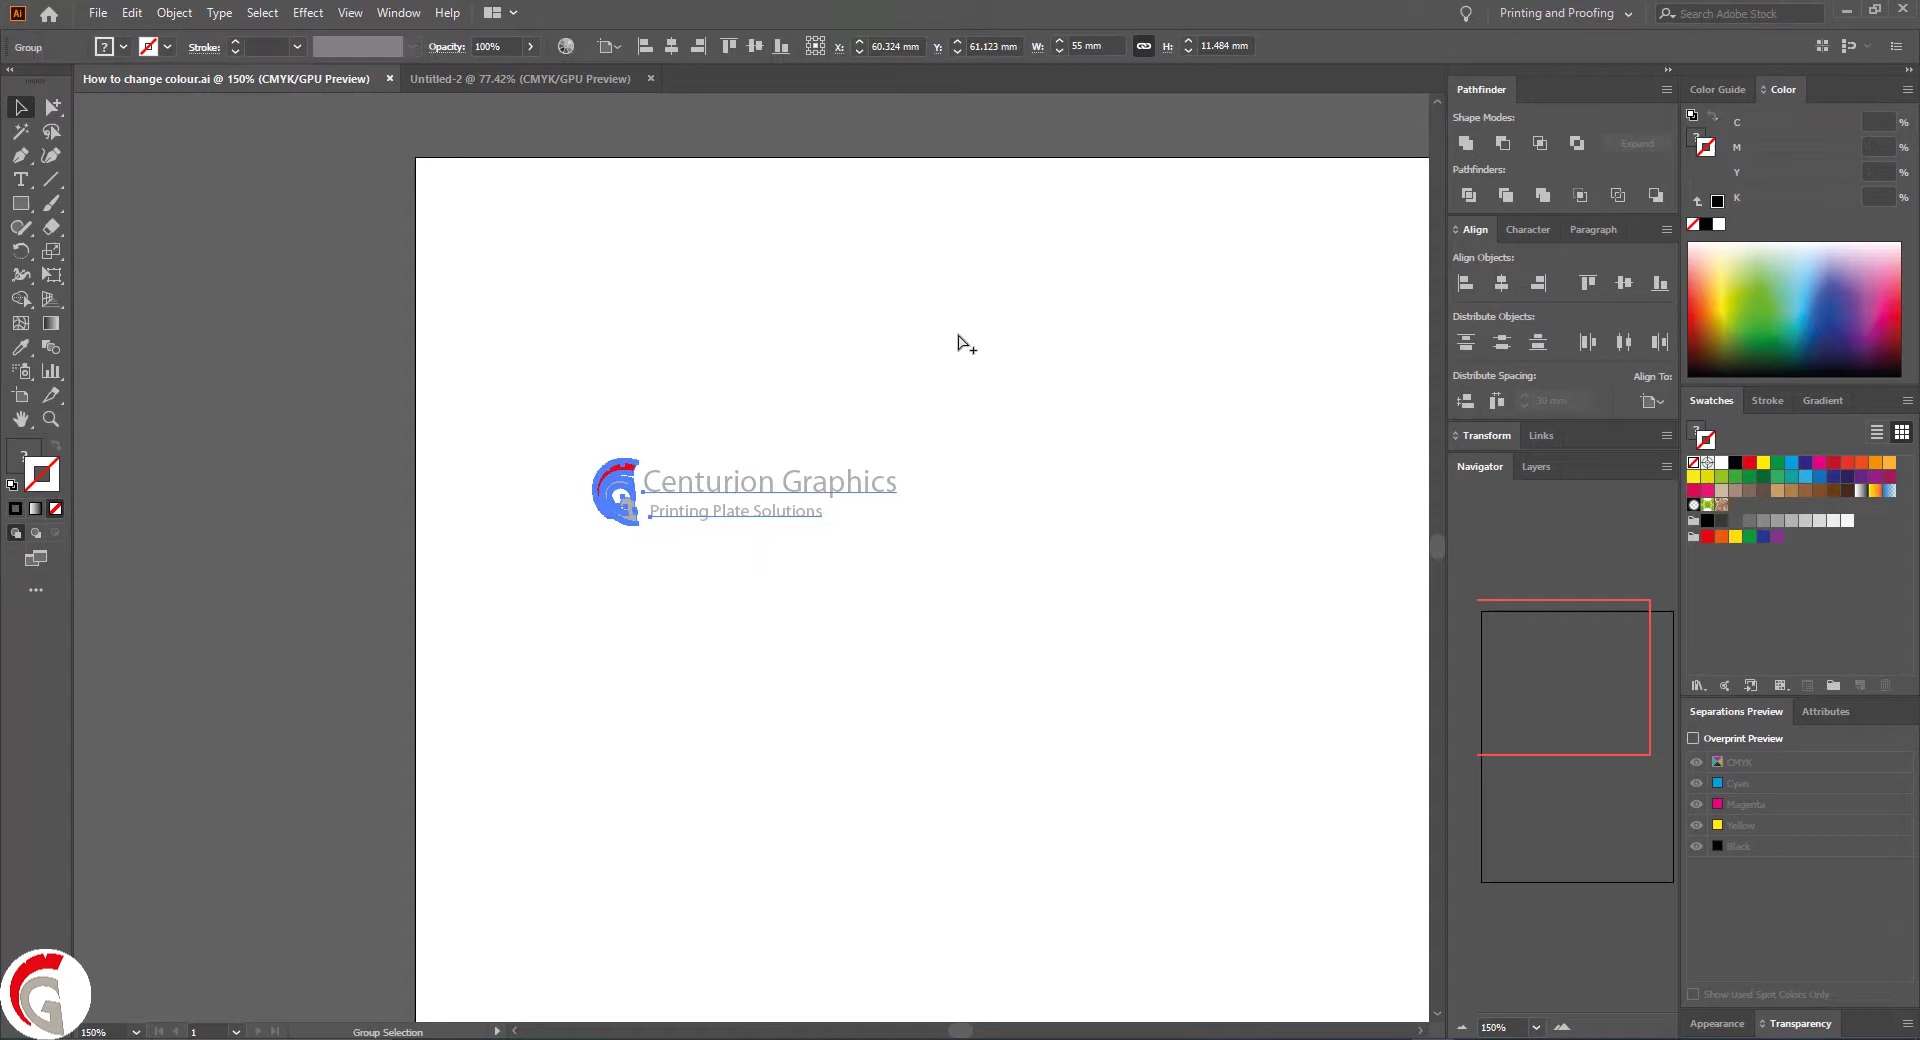 Ai File Edit Object Type Select Effect View Window Help Printing and Proofing Search Adobe Stock
Group ? Stroke: Opacity: 100% X: 60.324 mm Y: 61.123 mm W: 55 mm H: 11.484 mm
How to change colour.ai @ 150% (CMYK/GPU Preview) Untitled-2 @ 77.42% (CMYK/GPU Preview)
Pathfinder
Shape Modes:
Expand
Pathfinders:
Align Character Paragraph
Align Objects:
Distribute Objects:
Distribute Spacing: Align To:
30 mm
Transform Links
Navigator Layers
Color Guide Color
C %
M %
Y %
K %
Swatches Stroke Gradient
Separations Preview Attributes
Overprint Preview
CMYK
Cyan
Magenta
Yellow
Black
Show Used Spot Colors Only
Appearance Transparency
Centurion Graphics
Printing Plate Solutions
?
150% 1 Group Selection 150%